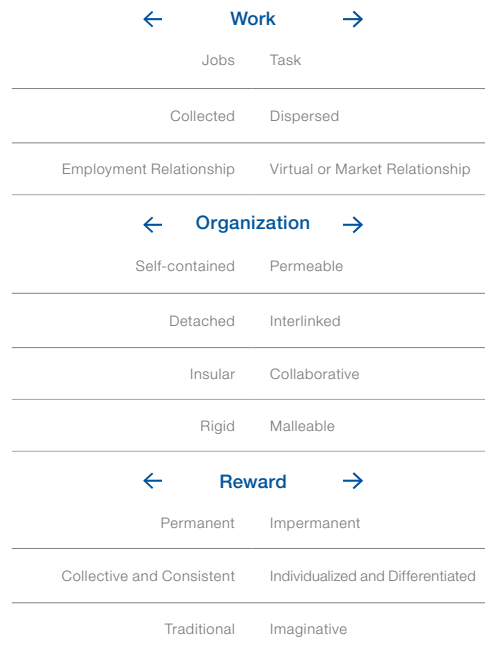 ← Work →
Jobs Task
Collected Dispersed
Employment Relationship Virtual or Market Relationship
← Organization →
Self-contained Permeable
Detached Interlinked
Insular Collaborative
Rigid Malleable
← Reward →
Permanent Impermanent
Collective and Consistent Individualized and Differentiated
Traditional Imaginative